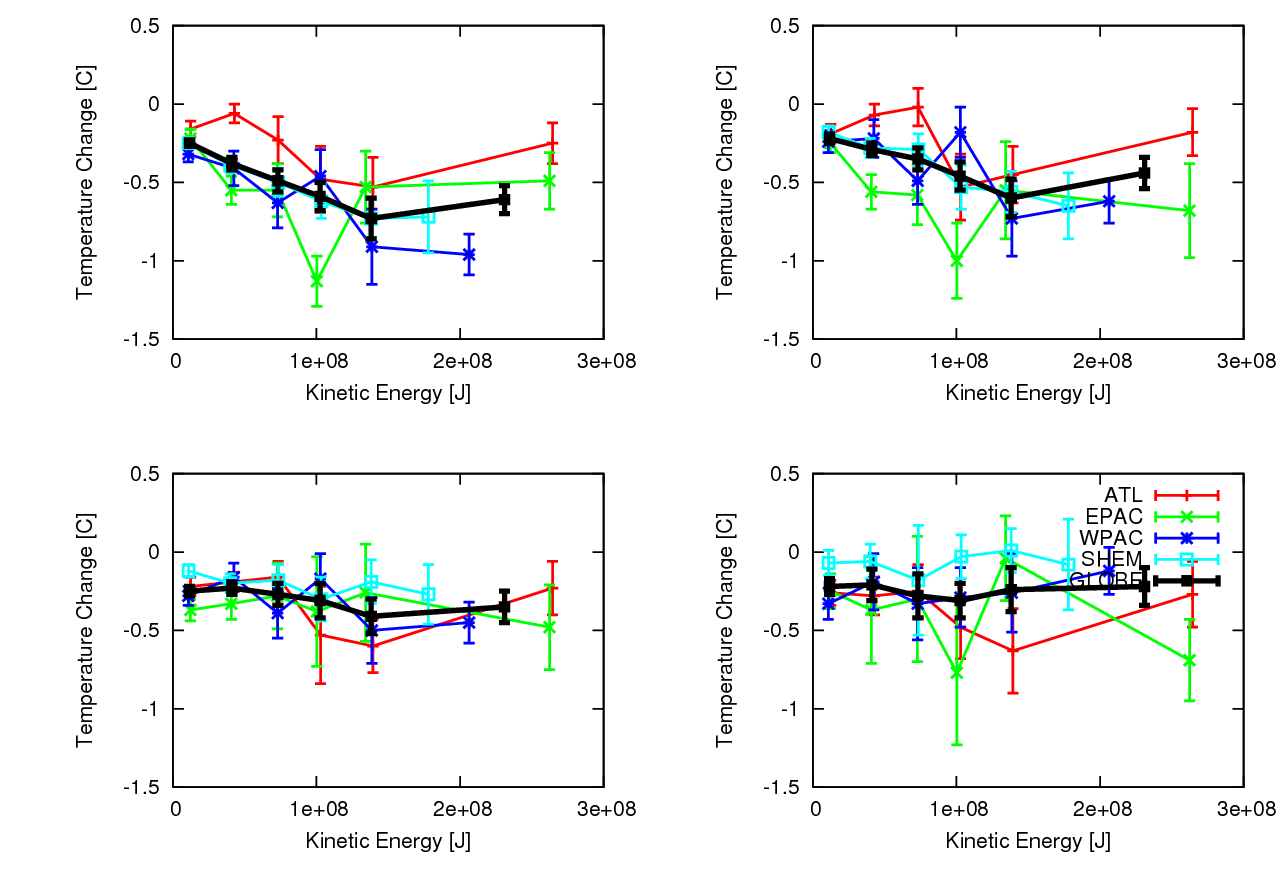 0.5
0
-0.5
-1
-1.5
Temperature Change [C]
0 1e+08 2e+08 3e+08
Kinetic Energy [J]
0.5
0
-0.5
-1
-1.5
Temperature Change [C]
0 1e+08 2e+08 3e+08
Kinetic Energy [J]
0.5
0
-0.5
-1
-1.5
Temperature Change [C]
0 1e+08 2e+08 3e+08
Kinetic Energy [J]
0.5
0
-0.5
-1
-1.5
Temperature Change [C]
0 1e+08 2e+08 3e+08
Kinetic Energy [J]
ATL
EPAC
WPAC
SHEM
GLOBE